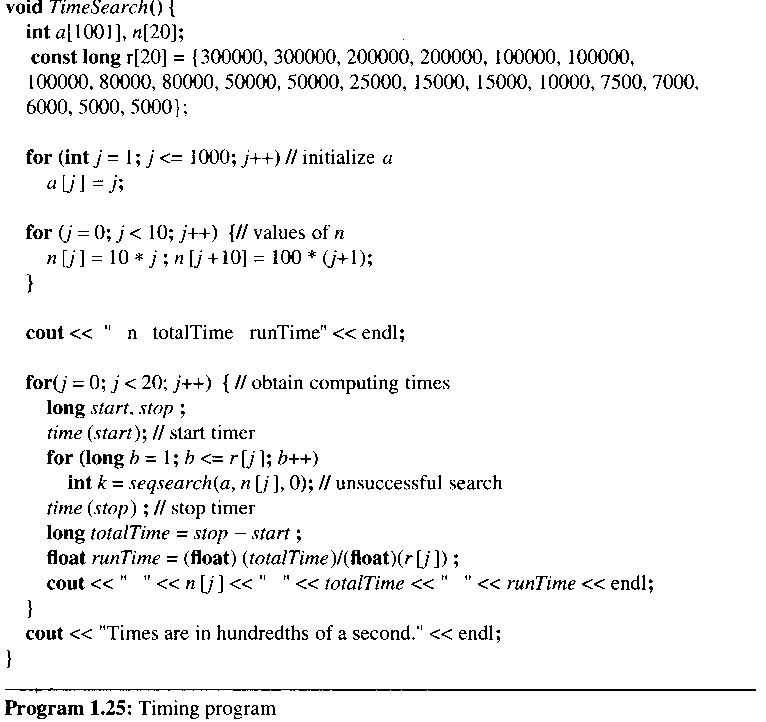 void TimeSearch() {
int a[1001], n[20];
const long r[20] = {300000, 300000, 200000, 200000, 100000, 100000,
100000, 80000, 80000, 50000, 50000, 25000, 15000, 15000, 10000, 7500, 7000,
6000, 5000, 5000};
for (int j = 1; j <= 1000; j++) // initialize a
a [j] = j;
for (j = 0; j < 10; j++) {// values of n
n [j] = 10 * j ; n [j +10] = 100 * (j+1);
}
cout << " n totalTime runTime" << endl;
for(j = 0; j < 20; j++) { // obtain computing times
long start, stop ;
time (start); // start timer
for (long b = 1; b <= r [j ]; b++)
int k = seqsearch(a, n [j ], 0); // unsuccessful search
time (stop) ; // stop timer
long totalTime = stop – start ;
float runTime = (float) (totalTime)/(float)(r [j ]) ;
cout << " " << n [j] << " " << totalTime << " " << runTime << endl;
}
cout << "Times are in hundredths of a second." << endl;
}
Program 1.25: Timing program